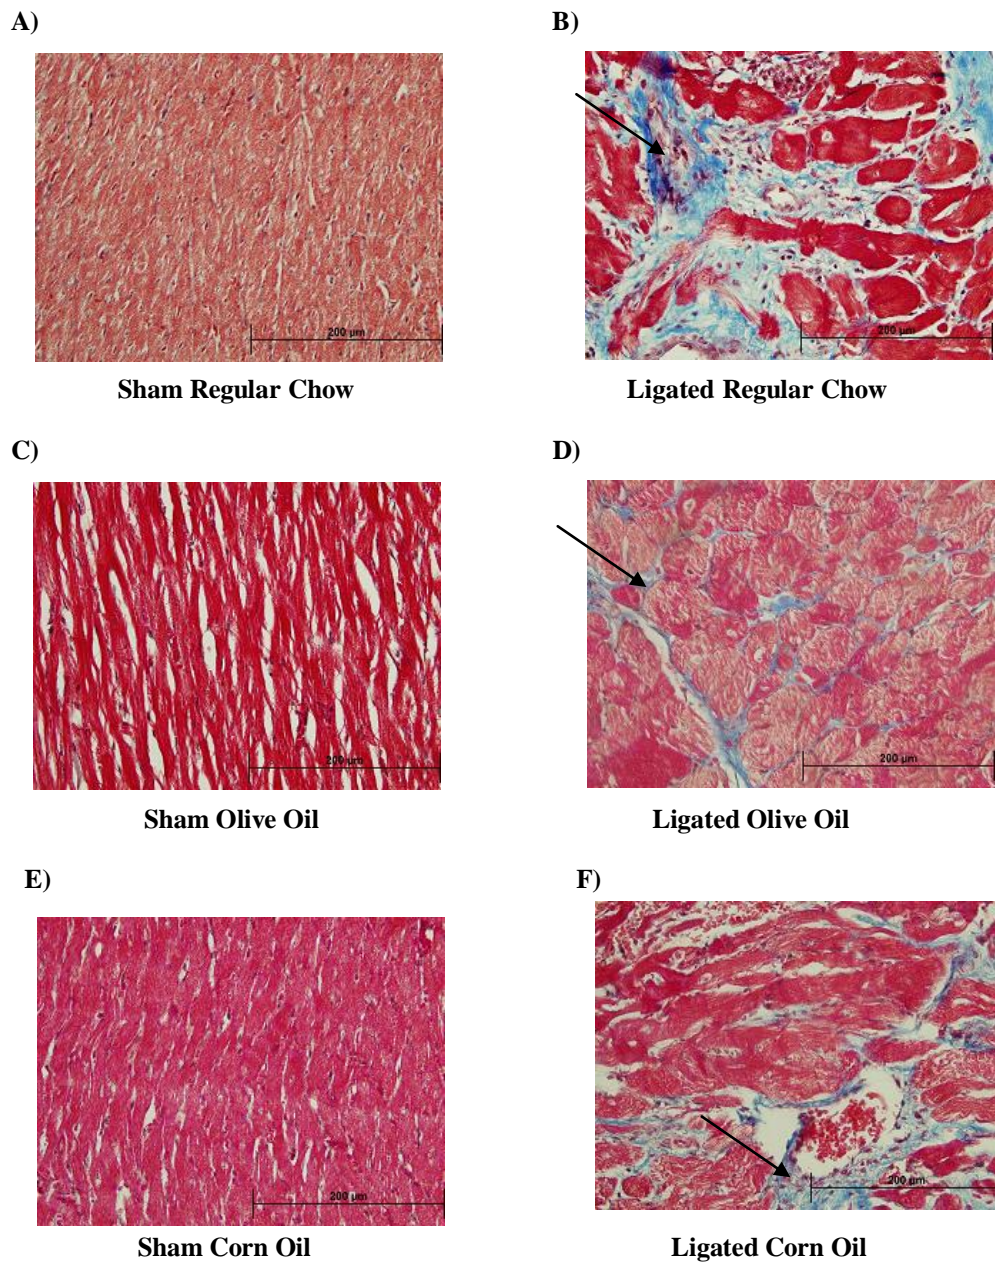 A)
B)
200 µm
200 µm
Sham Regular Chow
Ligated Regular Chow
C)
D)
200 µm
200 µm
Sham Olive Oil
Ligated Olive Oil
E)
F)
200 µm
200 µm
Sham Corn Oil
Ligated Corn Oil